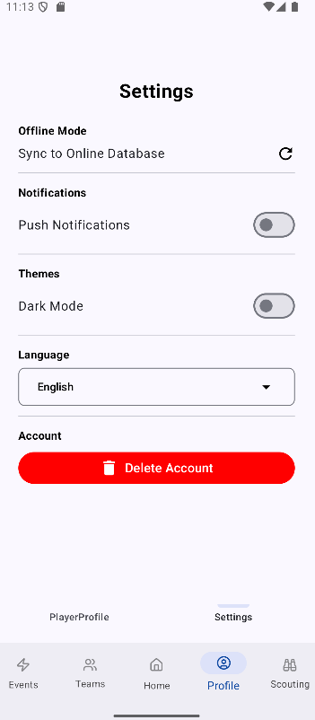 11:13
Settings
Offline Mode
Sync to Online Database
Notifications
Push Notifications
Themes
Dark Mode
Language
English
Account
Delete Account
PlayerProfile Settings
Events Teams Home Profile Scouting